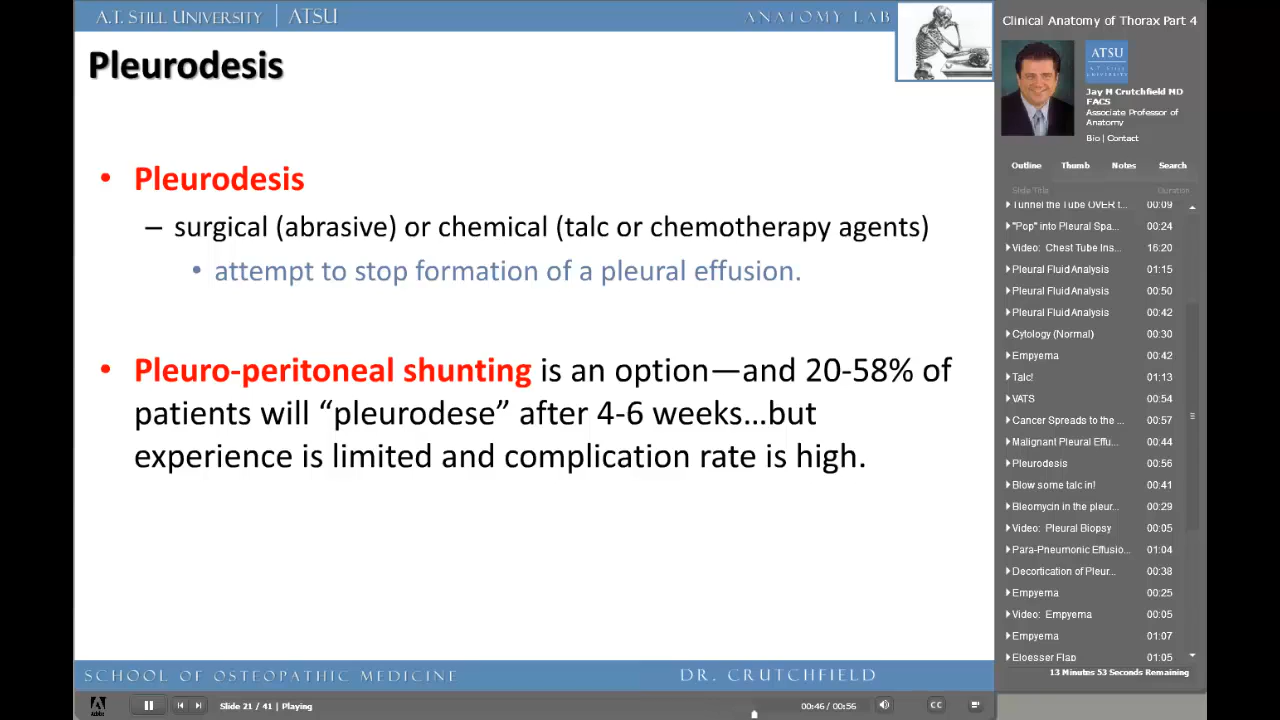 A.T. STILL UNIVERSITY | ATSU
ANATOMY LAB
Pleurodesis
• Pleurodesis
– surgical (abrasive) or chemical (talc or chemotherapy agents)
• attempt to stop formation of a pleural effusion.
• Pleuro-peritoneal shunting is an option—and 20-58% of
patients will “pleurodese” after 4-6 weeks…but
experience is limited and complication rate is high.
SCHOOL OF OSTEOPATHIC MEDICINE
DR. CRUTCHFIELD
Slide 21 / 41 | Playing
00:46 / 00:56
CC
Clinical Anatomy of Thorax Part 4
ATSU
Jay M Crutchfield MD
FACS
Associate Professor of
Anatomy
Bio | Contact
Outline Thumb Notes Search
Slide Title Duration
Tunnel the Tube OVER t... 00:09
"Pop" into Pleural Spa... 00:24
Video: Chest Tube Ins... 16:20
Pleural Fluid Analysis 01:15
Pleural Fluid Analysis 00:50
Pleural Fluid Analysis 00:42
Cytology (Normal) 00:30
Empyema 00:42
Talc! 01:13
VATS 00:54
Cancer Spreads to the ... 00:57
Malignant Pleural Effu... 00:44
Pleurodesis 00:56
Blow some talc in! 00:41
Bleomycin in the pleur... 00:29
Video: Pleural Biopsy 00:05
Para-Pneumonic Effusio... 01:04
Decortication of Pleur... 00:38
Empyema 00:25
Video: Empyema 00:05
Empyema 01:07
Eloesser Flap 01:05
13 Minutes 53 Seconds Remaining